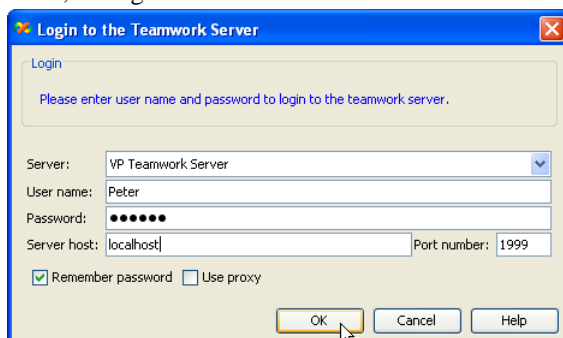 Login to the Teamwork Server
Login
Please enter user name and password to login to the teamwork server.
Server: VP Teamwork Server
User name: Peter
Password: ●●●●●●
Server host: localhost Port number: 1999
Remember password Use proxy
OK Cancel Help